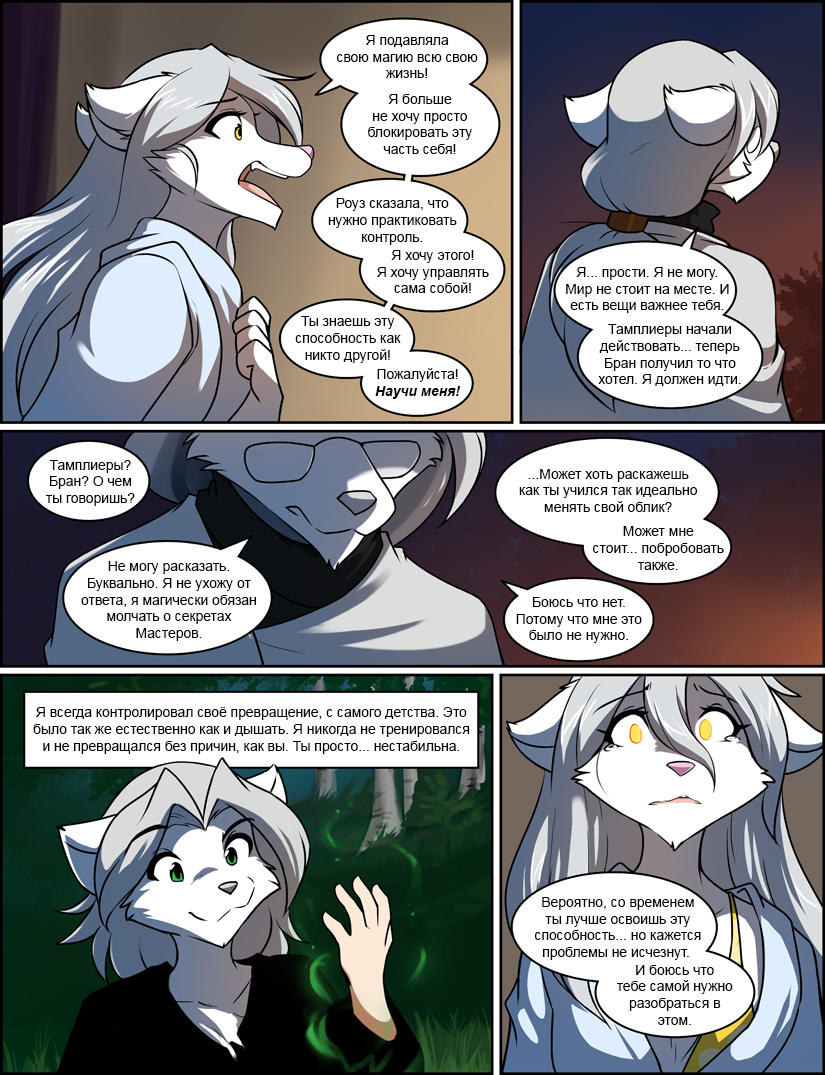 Я подавляла
свою магию всю свою
жизнь!
Я больше
не хочу просто
блокировать эту
часть себя!
Роуз сказала, что
нужно практиковать
контроль.
Я хочу этого!
Я хочу управлять
сама собой!
Ты знаешь эту
способность как
никто другой!
Пожалуйста!
Научи меня!
Я... прости. Я не могу.
Мир не стоит на месте. И
есть вещи важнее тебя.
Тамплиеры начали
действовать... теперь
Бран получил то что
хотел. Я должен идти.
Тамплиеры?
Бран? О чем
ты говоришь?
Не могу расказать.
Буквально. Я не ухожу от
ответа, я магически обязан
молчать о секретах
Мастеров.
...Может хоть раскажешь
как ты учился так идеально
менять свой облик?
Может мне
стоит... побробовать
также.
Боюсь что нет.
Потому что мне это
было не нужно.
Я всегда контролировал своё превращение, с самого детства. Это
было так же естественно как и дышать. Я никогда не тренировался
и не превращался без причин, как вы. Ты просто... нестабильна.
Вероятно, со временем
ты лучше освоишь эту
способность... но кажется
проблемы не исчезнут.
И боюсь что
тебе самой нужно
разобраться в
этом.